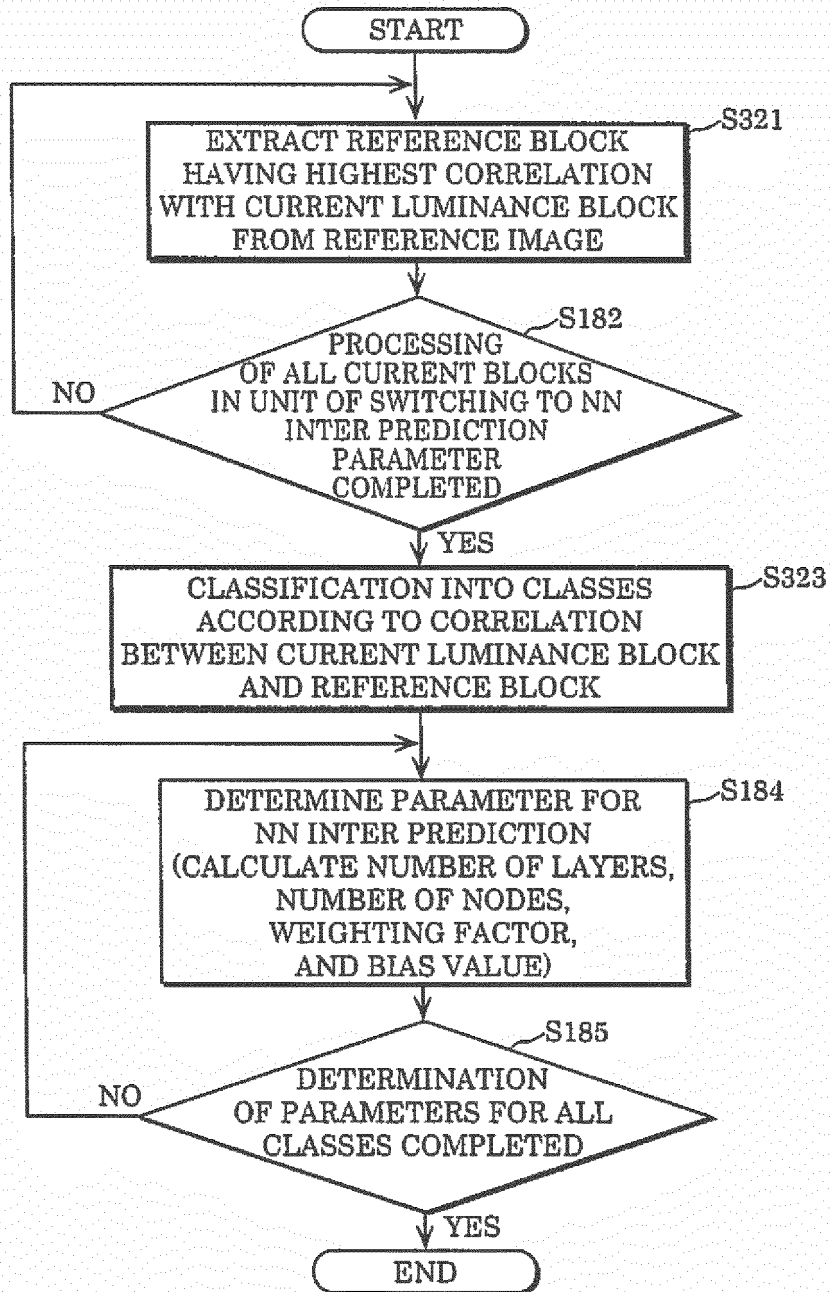 START
S321
EXTRACT REFERENCE BLOCK
HAVING HIGHEST CORRELATION
WITH CURRENT LUMINANCE BLOCK
FROM REFERENCE IMAGE
S182
PROCESSING
OF ALL CURRENT BLOCKS
IN UNIT OF SWITCHING TO NN
INTER PREDICTION
PARAMETER
COMPLETED
NO
YES
S323
CLASSIFICATION INTO CLASSES
ACCORDING TO CORRELATION
BETWEEN CURRENT LUMINANCE BLOCK
AND REFERENCE BLOCK
S184
DETERMINE PARAMETER FOR
NN INTER PREDICTION
(CALCULATE NUMBER OF LAYERS,
NUMBER OF NODES,
WEIGHTING FACTOR,
AND BIAS VALUE)
S185
NO
DETERMINATION
OF PARAMETERS FOR ALL
CLASSES COMPLETED
YES
END